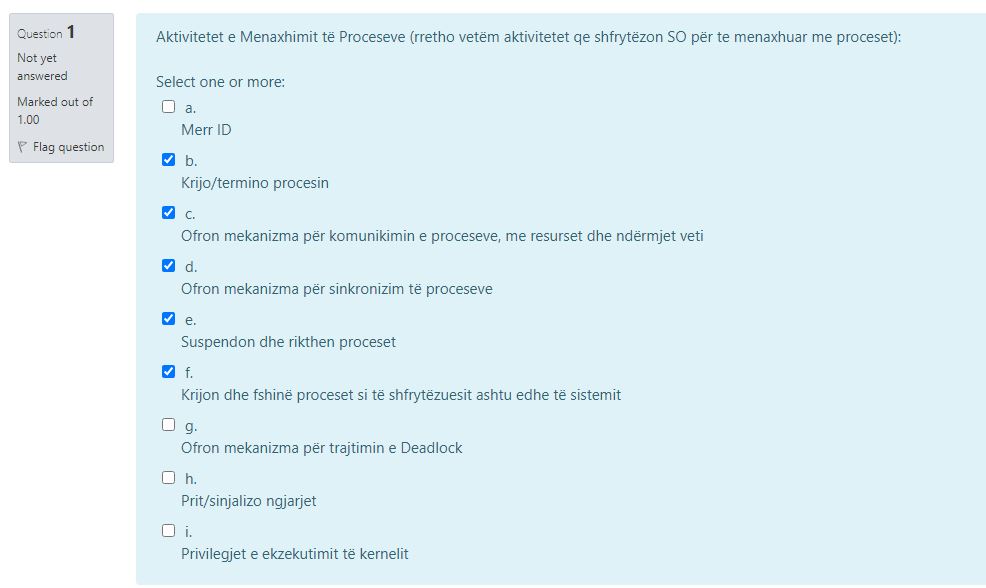 Question 1
Not yet
answered
Marked out of
1.00
Flag question
Aktivitetet e Menaxhimit të Proceseve (rretho vetëm aktivitetet qe shfrytëzon SO për te menaxhuar me proceset):
Select one or more:
a.
Merr ID
b.
Krijo/termino procesin
c.
Ofron mekanizma për komunikimin e proceseve, me resurset dhe ndërmjet veti
d.
Ofron mekanizma për sinkronizim të proceseve
e.
Suspendon dhe rikthen proceset
f.
Krijon dhe fshinë proceset si të shfrytëzuesit ashtu edhe të sistemit
g.
Ofron mekanizma për trajtimin e Deadlock
h.
Prit/sinjalizo ngjarjet
i.
Privilegjet e ekzekutimit të kernelit